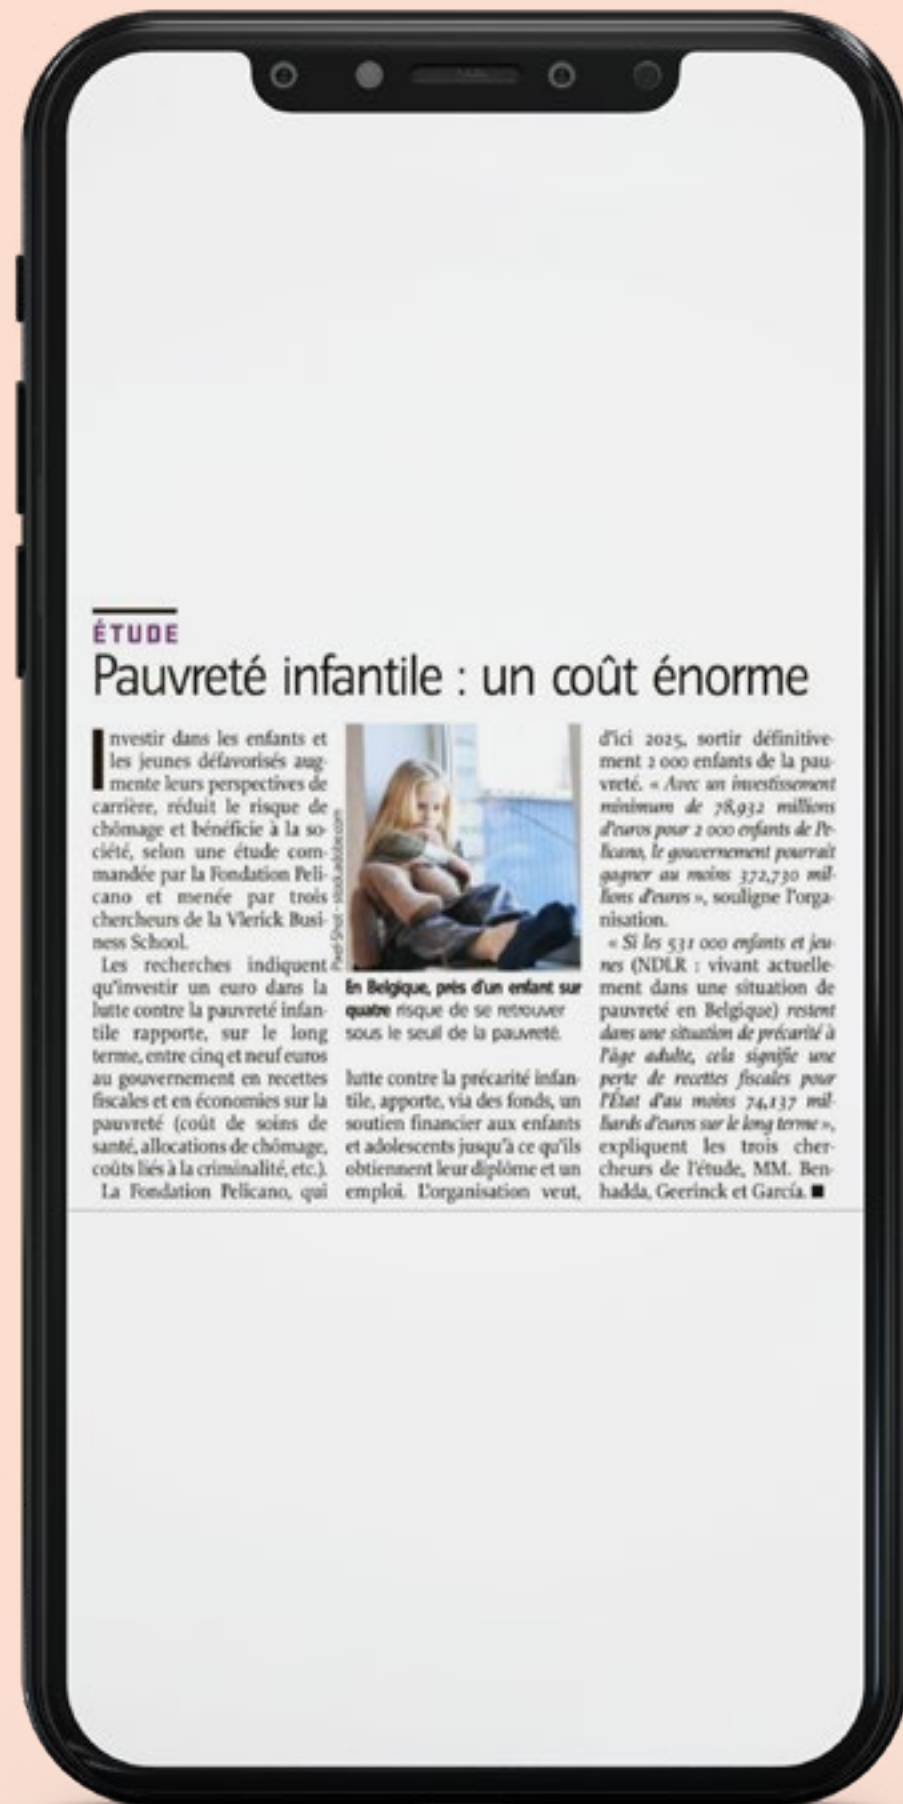 ÉTUDE
Pauvreté infantile : un coût énorme
Investir dans les enfants et
les jeunes défavorisés aug-
mente leurs perspectives de
carrière, réduit le risque de
chômage et bénéficie à la so-
ciété, selon une étude com-
mandée par la Fondation Peli-
cano et menée par trois
chercheurs de la Vlerick Busi-
ness School.
Les recherches indiquent
qu'investir un euro dans la
lutte contre la pauvreté infan-
tile rapporte, sur le long
terme, entre cinq et neuf euros
au gouvernement en recettes
fiscales et en économies sur la
pauvreté (coût de soins de
santé, allocations de chômage,
coûts liés à la criminalité, etc.).
La Fondation Pelicano, qui
Pixel-Shot - stock.adobe.com
En Belgique, près d'un enfant sur
quatre risque de se retrouver
sous le seuil de la pauvreté.
lutte contre la précarité infan-
tile, apporte, via des fonds, un
soutien financier aux enfants
et adolescents jusqu'à ce qu'ils
obtiennent leur diplôme et un
emploi. L'organisation veut,
d'ici 2025, sortir définitive-
ment 2 000 enfants de la pau-
vreté. « Avec un investissement
minimum de 78,932 millions
d'euros pour 2 000 enfants de Pe-
licano, le gouvernement pourrait
gagner au moins 372,730 mil-
lions d'euros », souligne l'orga-
nisation.
« Si les 531 000 enfants et jeu-
nes (NDLR : vivant actuelle-
ment dans une situation de
pauvreté en Belgique) restent
dans une situation de précarité à
l'âge adulte, cela signifie une
perte de recettes fiscales pour
l'État d'au moins 74,137 mil-
liards d'euros sur le long terme »,
expliquent les trois cher-
cheurs de l'étude, MM. Ben-
hadda, Geerinck et García. ■